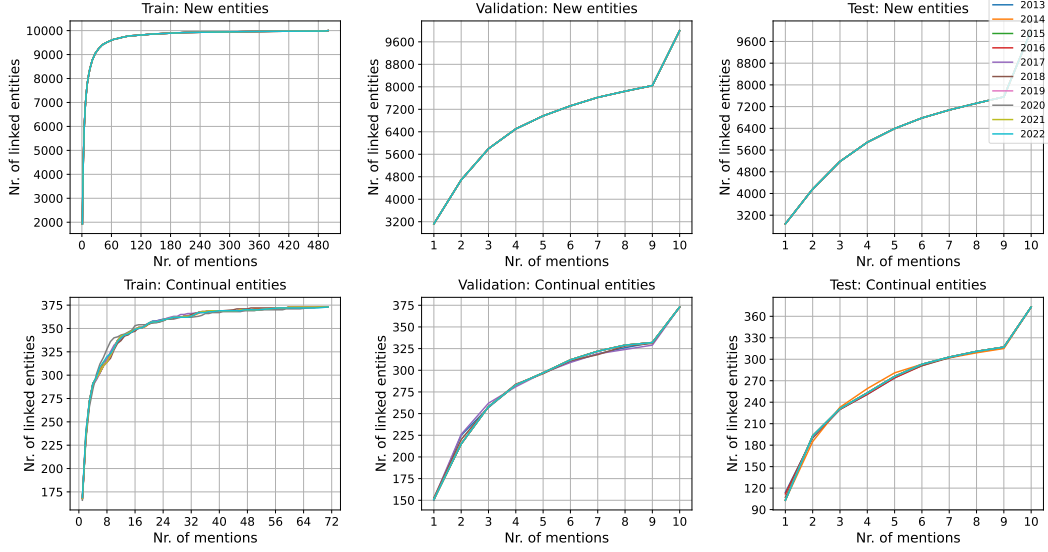 Train: New entities
Nr. of linked entities
10000
9000
8000
7000
6000
5000
4000
3000
2000
0 60 120 180 240 300 360 420 480
Nr. of mentions
Validation: New entities
Nr. of linked entities
9600
8800
8000
7200
6400
5600
4800
4000
3200
1 2 3 4 5 6 7 8 9 10
Nr. of mentions
Test: New entities
Nr. of linked entities
9600
8800
8000
7200
6400
5600
4800
4000
3200
1 2 3 4 5 6 7 8 9 10
Nr. of mentions
2013
2014
2015
2016
2017
2018
2019
2020
2021
2022
Train: Continual entities
Nr. of linked entities
375
350
325
300
275
250
225
200
175
0 8 16 24 32 40 48 56 64 72
Nr. of mentions
Validation: Continual entities
Nr. of linked entities
375
350
325
300
275
250
225
200
175
150
1 2 3 4 5 6 7 8 9 10
Nr. of mentions
Test: Continual entities
Nr. of linked entities
360
330
300
270
240
210
180
150
120
90
1 2 3 4 5 6 7 8 9 10
Nr. of mentions